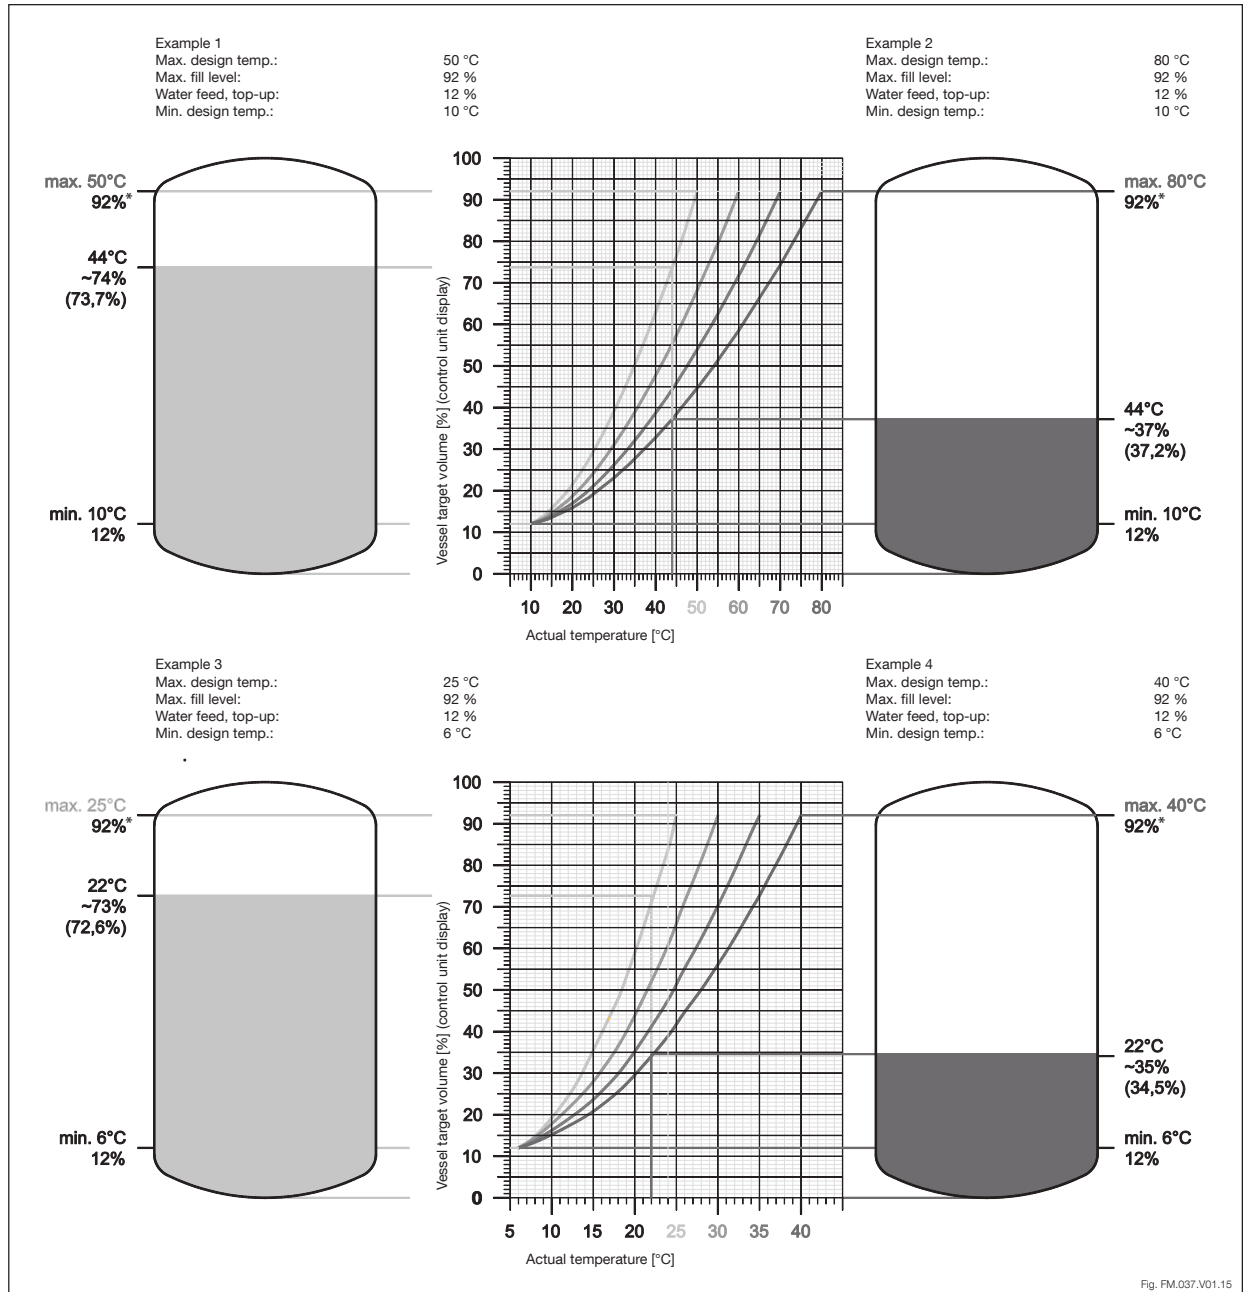 Example 1
Max. design temp.: 50 °C
Max. fill level: 92 %
Water feed, top-up: 12 %
Min. design temp.: 10 °C
Example 2
Max. design temp.: 80 °C
Max. fill level: 92 %
Water feed, top-up: 12 %
Min. design temp.: 10 °C
max. 50°C
92%*
44°C
~74%
(73,7%)
min. 10°C
12%
Vessel target volume [%] (control unit display)
100
90
80
70
60
50
40
30
20
10
0
10 20 30 40 50 60 70 80
Actual temperature [°C]
max. 80°C
92%*
44°C
~37%
(37,2%)
min. 10°C
12%
Example 3
Max. design temp.: 25 °C
Max. fill level: 92 %
Water feed, top-up: 12 %
Min. design temp.: 6 °C
Example 4
Max. design temp.: 40 °C
Max. fill level: 92 %
Water feed, top-up: 12 %
Min. design temp.: 6 °C
max. 25°C
92%*
22°C
~73%
(72,6%)
min. 6°C
12%
Vessel target volume [%] (control unit display)
100
90
80
70
60
50
40
30
20
10
0
5 10 15 20 25 30 35 40
Actual temperature [°C]
max. 40°C
92%*
22°C
~35%
(34,5%)
min. 6°C
12%
Fig. FM.037.V01.15